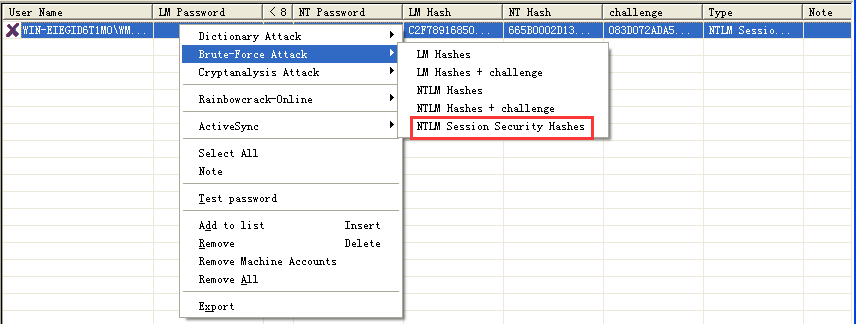 User Name LM Password < 8 NT Password LM Hash NT Hash challenge Type Note
WIN-EIEGID6T1MO\WM... C2F78916850... 665B0002D13... 083D072ADA5... NTLM Sessio...
Dictionary Attack
Brute-Force Attack
Cryptanalysis Attack
Rainbowcrack-Online
ActiveSync
Select All
Note
Test password
Add to list Insert
Remove Delete
Remove Machine Accounts
Remove All
Export
LM Hashes
LM Hashes + challenge
NTLM Hashes
NTLM Hashes + challenge
NTLM Session Security Hashes